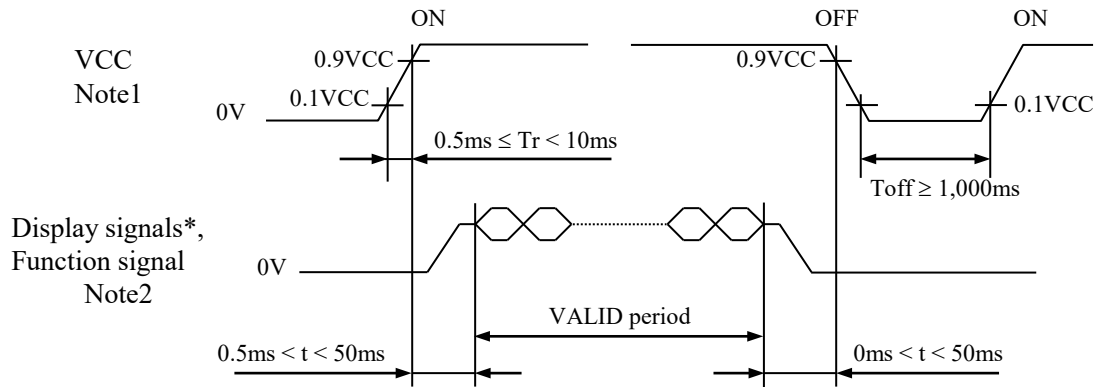 ON
OFF
ON
VCC
Note1
0.9VCC
0.9VCC
0V
0.1VCC
0.1VCC
0.5ms ≤ Tr < 10ms
Toff ≥ 1,000ms
Display signals*,
Function signal
Note2
0V
VALID period
0.5ms < t < 50ms
0ms < t < 50ms